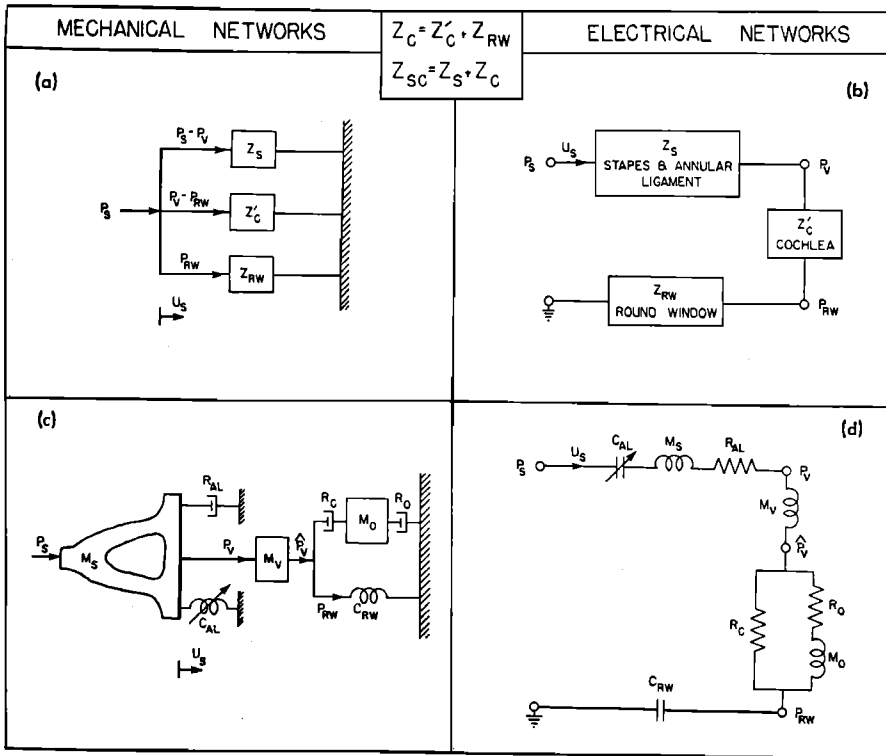 MECHANICAL NETWORKS
Z_C = Z'_C + Z_RW
Z_SC = Z_S + Z_C
ELECTRICAL NETWORKS
(a)
P_S - P_V
Z_S
P_S
P_V - P_RW
Z'_C
P_RW
Z_RW
U_S
(b)
P_S
U_S
Z_S
STAPES & ANNULAR
LIGAMENT
P_V
Z'_C
COCHLEA
Z_RW
ROUND WINDOW
P_RW
(c)
R_AL
P_S
M_S
P_V
M_V
P̂_V
R_C
M_O
R_O
P_RW
C_RW
C_AL
U_S
(d)
P_S
U_S
C_AL
M_S
R_AL
P_V
M_V
P̂_V
R_C
R_O
M_O
C_RW
P_RW